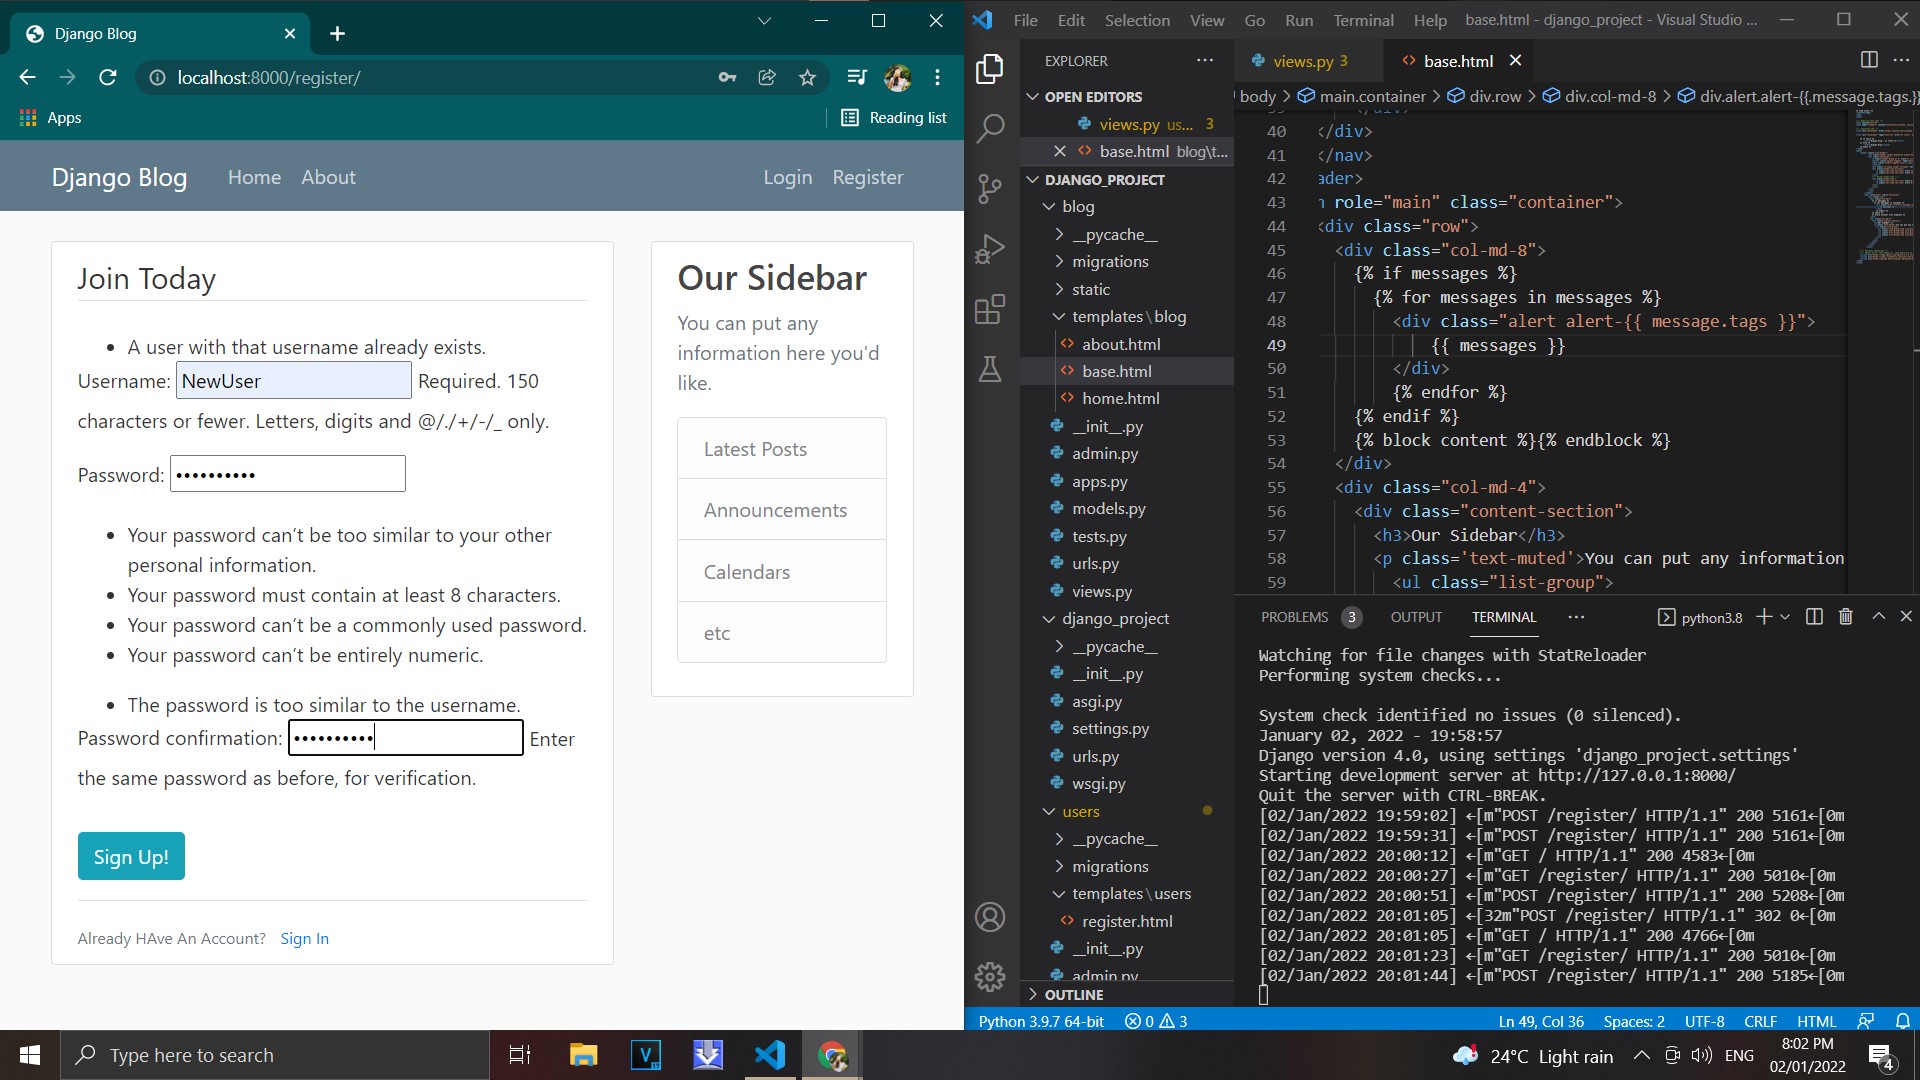 Django Blog
localhost:8000/register/
Apps
Reading list
Django Blog
Home
About
Login
Register
Join Today
A user with that username already exists.
Username: NewUser Required. 150
characters or fewer. Letters, digits and @/./+/-/_ only.
Password: ••••••••••
Your password can’t be too similar to your other
personal information.
Your password must contain at least 8 characters.
Your password can’t be a commonly used password.
Your password can’t be entirely numeric.
The password is too similar to the username.
Password confirmation: •••••••••• Enter
the same password as before, for verification.
Sign Up!
Already HAve An Account? Sign In
Our Sidebar
You can put any
information here you'd
like.
Latest Posts
Announcements
Calendars
etc
File Edit Selection View Go Run Terminal Help base.html - django_project - Visual Studio ...
EXPLORER
OPEN EDITORS
views.py us... 3
base.html blog\t...
DJANGO_PROJECT
blog
__pycache__
migrations
static
templates\blog
about.html
base.html
home.html
__init__.py
admin.py
apps.py
models.py
tests.py
urls.py
views.py
django_project
__pycache__
__init__.py
asgi.py
settings.py
urls.py
wsgi.py
users
__pycache__
migrations
templates\users
register.html
__init__.py
admin.py
OUTLINE
views.py 3
base.html
body > main.container > div.row > div.col-md-8 > div.alert.alert-{{.message.tags.}}
39 </div>
40 </div>
41 </nav>
42 ader>
43 n role="main" class="container">
44 <div class="row">
45 <div class="col-md-8">
46 {% if messages %}
47 {% for messages in messages %}
48 <div class="alert alert-{{ message.tags }}">
49 {{ messages }}
50 </div>
51 {% endfor %}
52 {% endif %}
53 {% block content %}{% endblock %}
54 </div>
55 <div class="col-md-4">
56 <div class="content-section">
57 <h3>Our Sidebar</h3>
58 <p class='text-muted'>You can put any information
59 <ul class="list-group">
PROBLEMS 3 OUTPUT TERMINAL ... python3.8
Watching for file changes with StatReloader
Performing system checks...
System check identified no issues (0 silenced).
January 02, 2022 - 19:58:57
Django version 4.0, using settings 'django_project.settings'
Starting development server at http://127.0.0.1:8000/
Quit the server with CTRL-BREAK.
[02/Jan/2022 19:59:02] ←[m"POST /register/ HTTP/1.1" 200 5161←[0m
[02/Jan/2022 19:59:31] ←[m"POST /register/ HTTP/1.1" 200 5161←[0m
[02/Jan/2022 20:00:12] ←[m"GET / HTTP/1.1" 200 4583←[0m
[02/Jan/2022 20:00:27] ←[m"GET /register/ HTTP/1.1" 200 5010←[0m
[02/Jan/2022 20:00:51] ←[m"POST /register/ HTTP/1.1" 200 5208←[0m
[02/Jan/2022 20:01:05] ←[32m"POST /register/ HTTP/1.1" 302 0←[0m
[02/Jan/2022 20:01:05] ←[m"GET / HTTP/1.1" 200 4766←[0m
[02/Jan/2022 20:01:23] ←[m"GET /register/ HTTP/1.1" 200 5010←[0m
[02/Jan/2022 20:01:44] ←[m"POST /register/ HTTP/1.1" 200 5185←[0m
Python 3.9.7 64-bit 0 3 Ln 49, Col 36 Spaces: 2 UTF-8 CRLF HTML
Type here to search
24°C Light rain
ENG
8:02 PM
02/01/2022
4